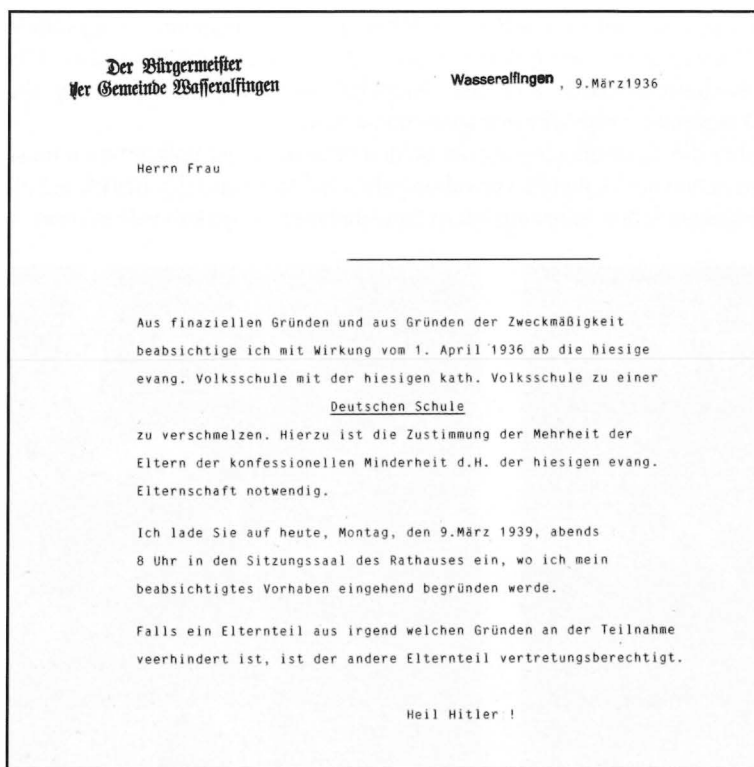 Der Bürgermeister
der Gemeinde Wasseralfingen
Wasseralfingen, 9.März1936
Herrn Frau
Aus finaziellen Gründen und aus Gründen der Zweckmäßigkeit
beabsichtige ich mit Wirkung vom 1. April 1936 ab die hiesige
evang. Volksschule mit der hiesigen kath. Volksschule zu einer
Deutschen Schule
zu verschmelzen. Hierzu ist die Zustimmung der Mehrheit der
Eltern der konfessionellen Minderheit d.H. der hiesigen evang.
Elternschaft notwendig.
Ich lade Sie auf heute, Montag, den 9.März 1939, abends
8 Uhr in den Sitzungssaal des Rathauses ein, wo ich mein
beabsichtigtes Vorhaben eingehend begründen werde.
Falls ein Elternteil aus irgend welchen Gründen an der Teilnahme
veerhindert ist, ist der andere Elternteil vertretungsberechtigt.
Heil Hitler !